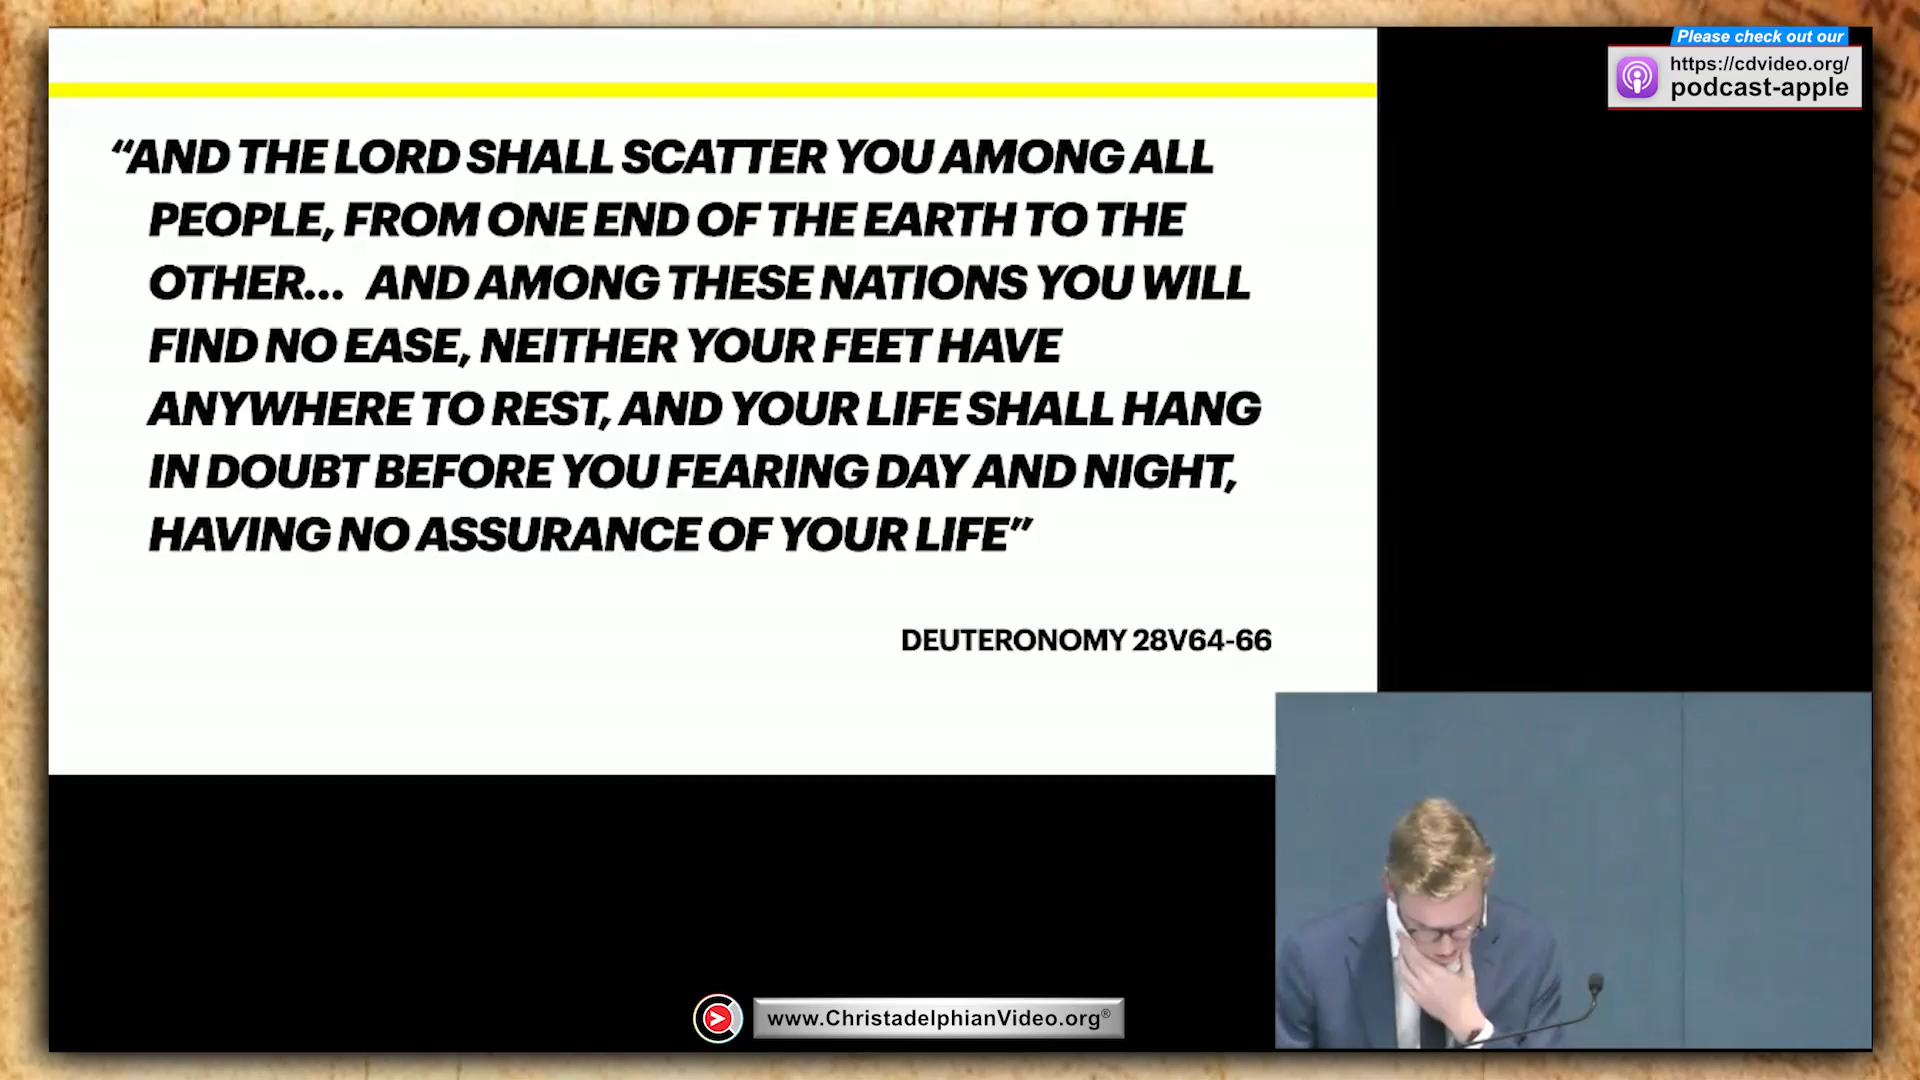 Please check out our
https://cdvideo.org/
podcast-apple
“AND THE LORD SHALL SCATTER YOU AMONG ALL
PEOPLE, FROM ONE END OF THE EARTH TO THE
OTHER... AND AMONG THESE NATIONS YOU WILL
FIND NO EASE, NEITHER YOUR FEET HAVE
ANYWHERE TO REST, AND YOUR LIFE SHALL HANG
IN DOUBT BEFORE YOU FEARING DAY AND NIGHT,
HAVING NO ASSURANCE OF YOUR LIFE”
DEUTERONOMY 28V64-66
www.ChristadelphianVideo.org®